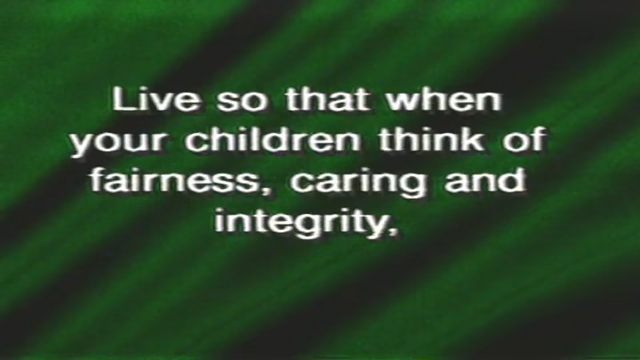 Live so that when
your children think of
fairness, caring and
integrity,